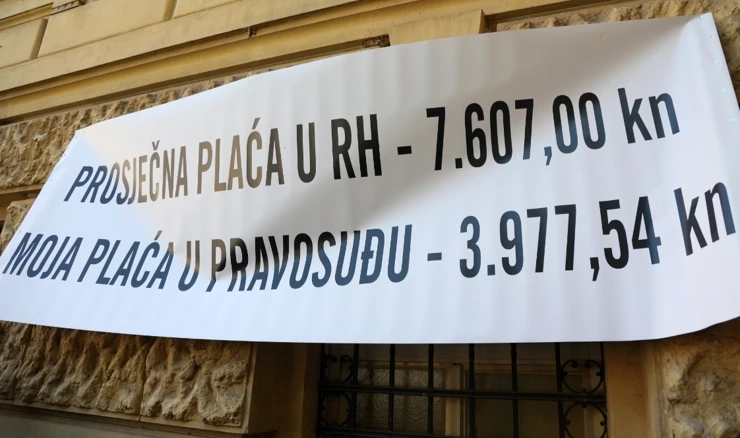 PROSJEČNA PLAĆA U RH - 7.607,00 kn
MOJA PLAĆA U PRAVOSUĐU - 3.977,54 kn